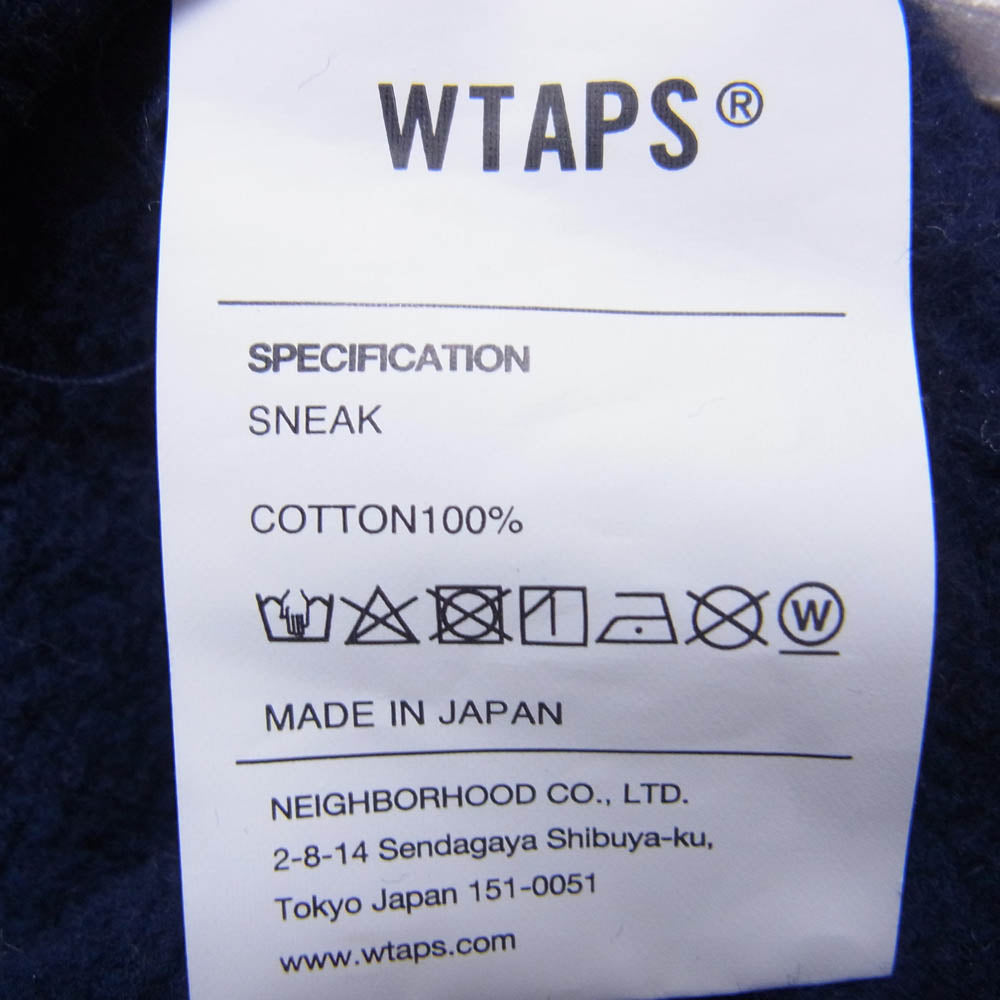 WTAPS®
SPECIFICATION
SNEAK
COTTON100%
W
MADE IN JAPAN
NEIGHBORHOOD CO., LTD.
2-8-14 Sendagaya Shibuya-ku,
Tokyo Japan 151-0051
www.wtaps.com